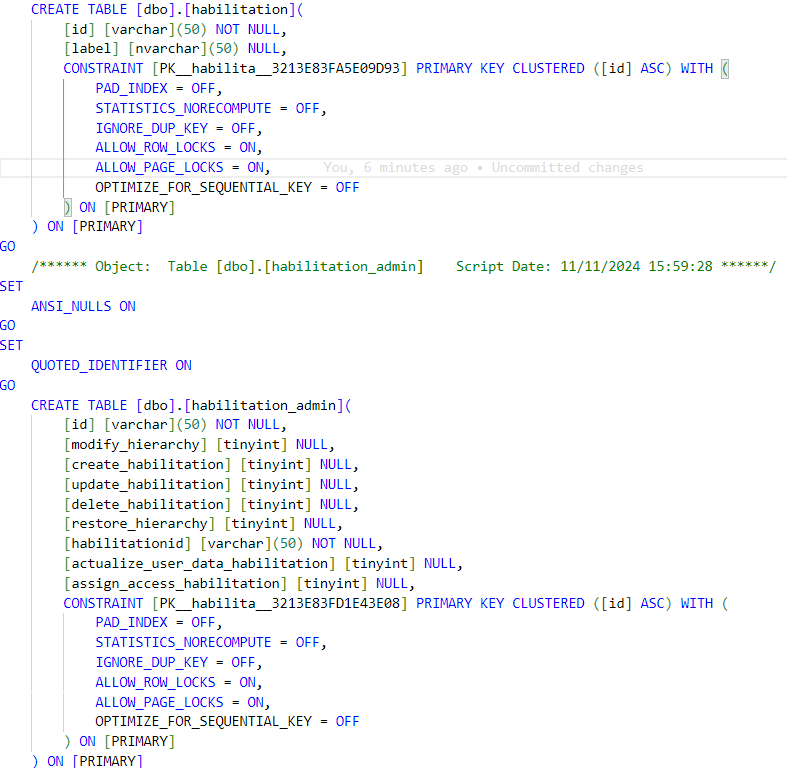 CREATE TABLE [dbo].[habilitation](
[id] [varchar](50) NOT NULL,
[label] [nvarchar](50) NULL,
CONSTRAINT [PK__habilita__3213E83FA5E09D93] PRIMARY KEY CLUSTERED ([id] ASC) WITH (
PAD_INDEX = OFF,
STATISTICS_NORECOMPUTE = OFF,
IGNORE_DUP_KEY = OFF,
ALLOW_ROW_LOCKS = ON,
ALLOW_PAGE_LOCKS = ON, You, 6 minutes ago • Uncommitted changes
OPTIMIZE_FOR_SEQUENTIAL_KEY = OFF
) ON [PRIMARY]
) ON [PRIMARY]
GO
/****** Object:  Table [dbo].[habilitation_admin]    Script Date: 11/11/2024 15:59:28 ******/
SET
ANSI_NULLS ON
GO
SET
QUOTED_IDENTIFIER ON
GO
CREATE TABLE [dbo].[habilitation_admin](
[id] [varchar](50) NOT NULL,
[modify_hierarchy] [tinyint] NULL,
[create_habilitation] [tinyint] NULL,
[update_habilitation] [tinyint] NULL,
[delete_habilitation] [tinyint] NULL,
[restore_hierarchy] [tinyint] NULL,
[habilitationid] [varchar](50) NOT NULL,
[actualize_user_data_habilitation] [tinyint] NULL,
[assign_access_habilitation] [tinyint] NULL,
CONSTRAINT [PK__habilita__3213E83FD1E43E08] PRIMARY KEY CLUSTERED ([id] ASC) WITH (
PAD_INDEX = OFF,
STATISTICS_NORECOMPUTE = OFF,
IGNORE_DUP_KEY = OFF,
ALLOW_ROW_LOCKS = ON,
ALLOW_PAGE_LOCKS = ON,
OPTIMIZE_FOR_SEQUENTIAL_KEY = OFF
) ON [PRIMARY]
) ON [PRIMARY]